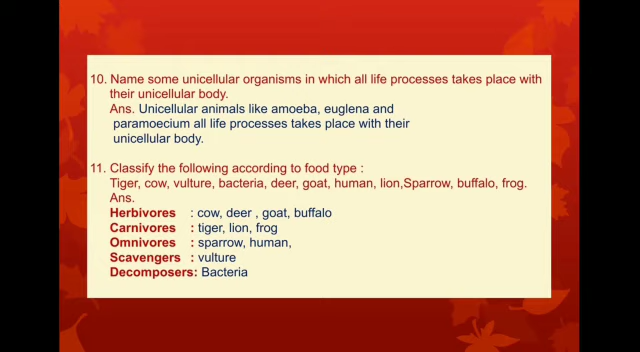 10. Name some unicellular organisms in which all life processes takes place with
their unicellular body.
Ans. Unicellular animals like amoeba, euglena and
paramoecium all life processes takes place with their
unicellular body.
11. Classify the following according to food type :
Tiger, cow, vulture, bacteria, deer, goat, human, lion,Sparrow, buffalo, frog.
Ans.
Herbivores : cow, deer , goat, buffalo
Carnivores : tiger, lion, frog
Omnivores : sparrow, human,
Scavengers : vulture
Decomposers: Bacteria